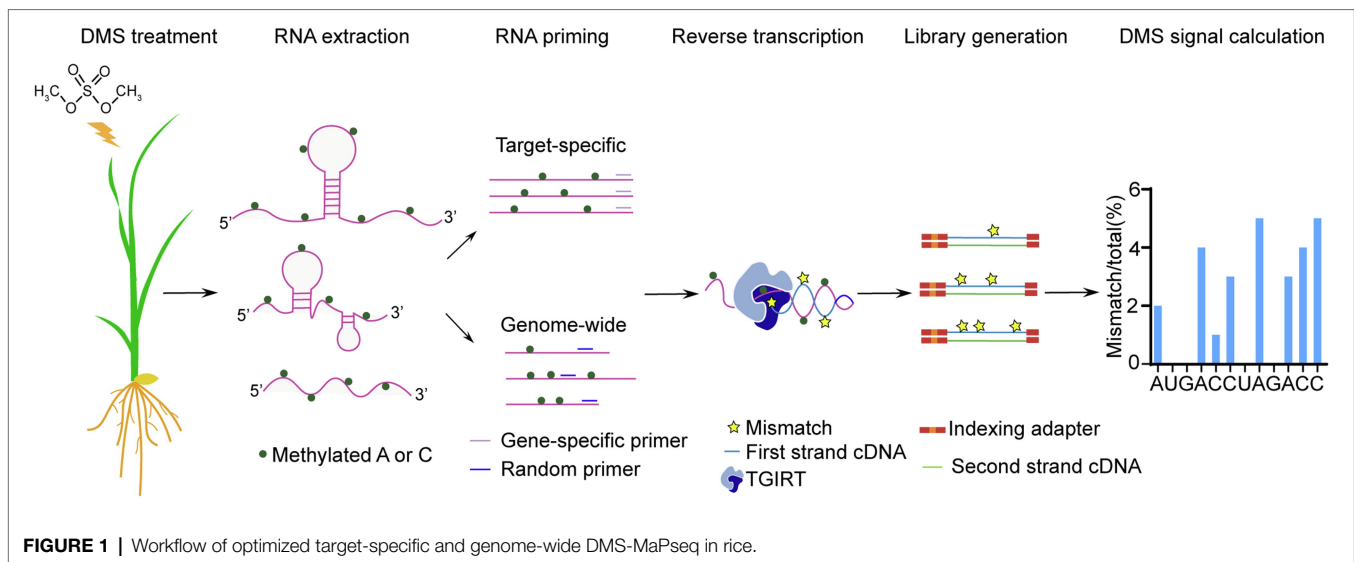 DMS treatment
RNA extraction
RNA priming
Reverse transcription
Library generation
DMS signal calculation
O
O
S
H₃C
CH₃
O
O
Target-specific
5’
3’
3’
5’
3’
Genome-wide
Methylated A or C
Gene-specific primer
Random primer
Mismatch
First strand cDNA
TGIRT
Indexing adapter
Second strand cDNA
Mismatch/total(%)
6
4
2
0
AUGACCUAGACC
FIGURE 1 | Workflow of optimized target-specific and genome-wide DMS-MaPseq in rice.